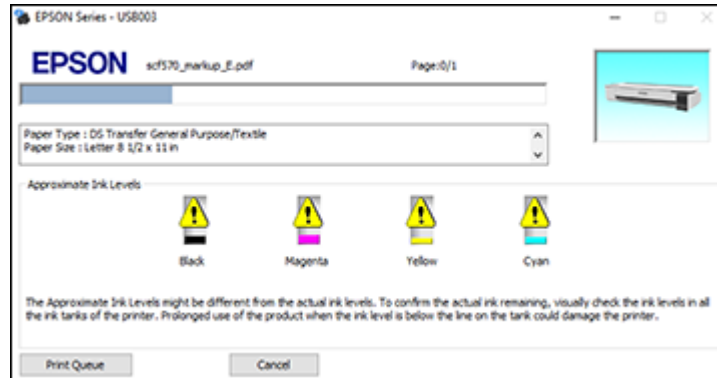 EPSON Series - USB003
EPSON scf570_markup_E.pdf Page:0/1
Paper Type : DS Transfer General Purpose/Textile
Paper Size : Letter 8 1/2 x 11 in
Approximate Ink Levels
Black Magenta Yellow Cyan
The Approximate Ink Levels might be different from the actual ink levels. To confirm the actual ink remaining, visually check the ink levels in all
the ink tanks of the printer. Prolonged use of the product when the ink level is below the line on the tank could damage the printer.
Print Queue Cancel